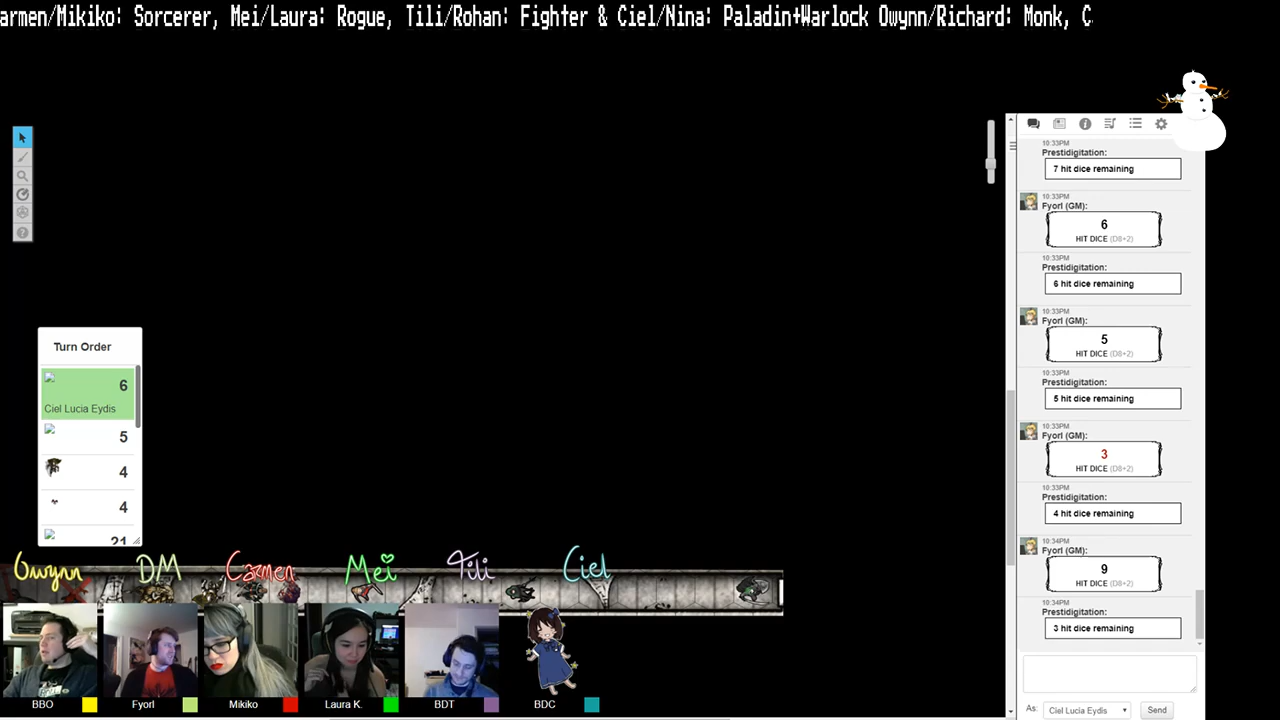 armen/Mikiko: Sorcerer, Mei/Laura: Rogue, Tili/Rohan: Fighter & Ciel/Nina: Paladin+Warlock Owynn/Richard: Monk, C
10:33PM
Prestidigitation:
7 hit dice remaining
10:33PM
Fyorl (GM):
6
HIT DICE (D8+2)
10:33PM
Prestidigitation:
6 hit dice remaining
10:33PM
Fyorl (GM):
5
HIT DICE (D8+2)
10:33PM
Prestidigitation:
5 hit dice remaining
10:33PM
Fyorl (GM):
3
HIT DICE (D8+2)
10:33PM
Prestidigitation:
4 hit dice remaining
10:34PM
Fyorl (GM):
9
HIT DICE (D8+2)
10:34PM
Prestidigitation:
3 hit dice remaining
As: Ciel Lucia Eydis Send
Turn Order
6
Ciel Lucia Eydis
5
4
4
21
Owynn DM Carmen Mei Tili Ciel
BBO Fyorl Mikiko Laura K. BDT BDC